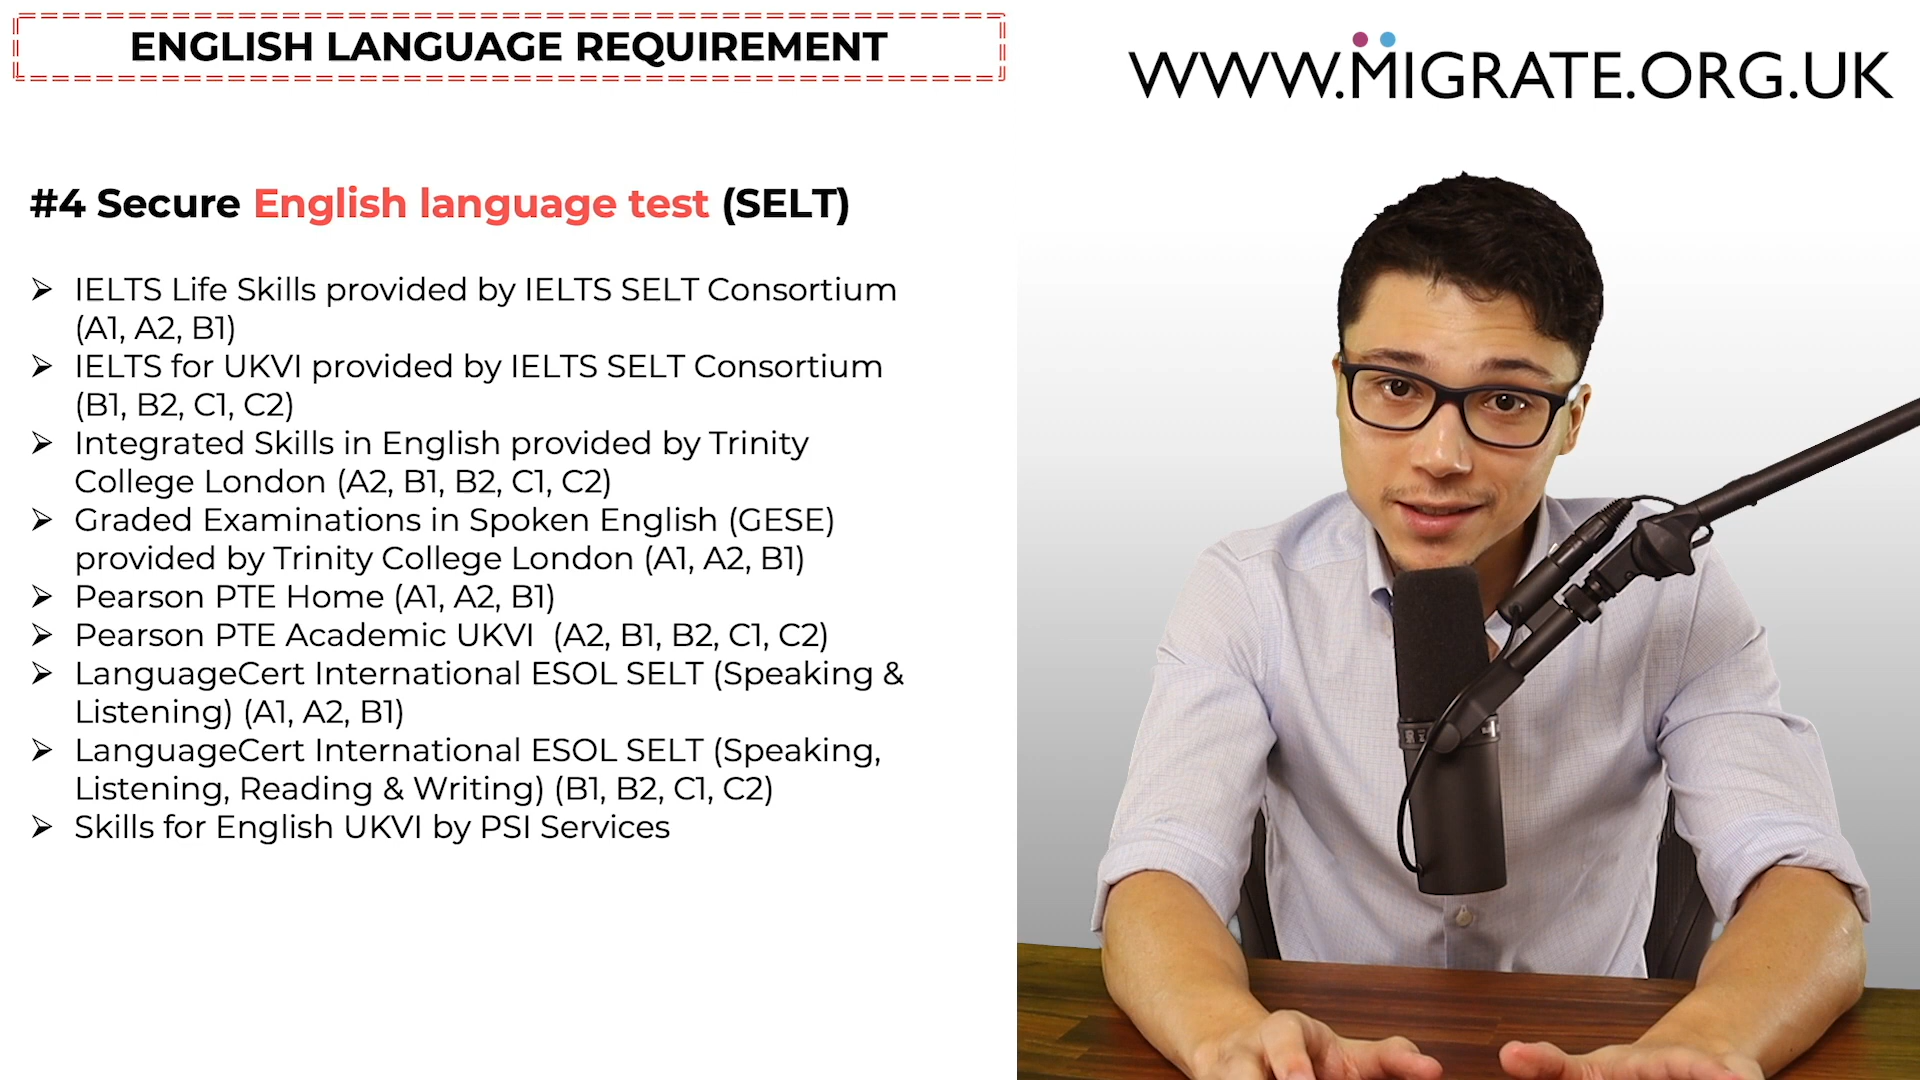 ENGLISH LANGUAGE REQUIREMENT
WWW.MIGRATE.ORG.UK
#4 Secure English language test (SELT)
➢ IELTS Life Skills provided by IELTS SELT Consortium
(A1, A2, B1)
➢ IELTS for UKVI provided by IELTS SELT Consortium
(B1, B2, C1, C2)
➢ Integrated Skills in English provided by Trinity
College London (A2, B1, B2, C1, C2)
➢ Graded Examinations in Spoken English (GESE)
provided by Trinity College London (A1, A2, B1)
➢ Pearson PTE Home (A1, A2, B1)
➢ Pearson PTE Academic UKVI (A2, B1, B2, C1, C2)
➢ LanguageCert International ESOL SELT (Speaking &
Listening) (A1, A2, B1)
➢ LanguageCert International ESOL SELT (Speaking,
Listening, Reading & Writing) (B1, B2, C1, C2)
➢ Skills for English UKVI by PSI Services